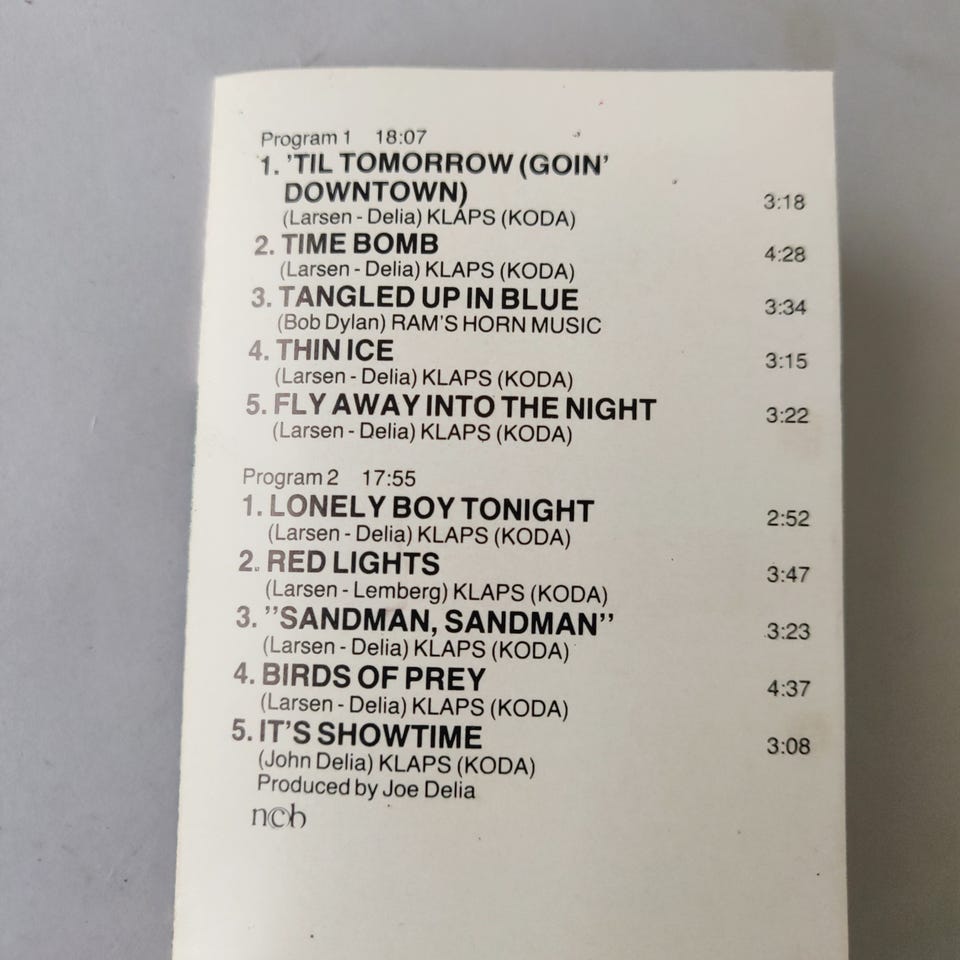 Program 1 18:07
1. 'TIL TOMORROW (GOIN'
DOWNTOWN) 3:18
(Larsen - Delia) KLAPS (KODA)
2. TIME BOMB 4:28
(Larsen - Delia) KLAPS (KODA)
3. TANGLED UP IN BLUE 3:34
(Bob Dylan) RAM'S HORN MUSIC
4. THIN ICE 3:15
(Larsen - Delia) KLAPS (KODA)
5. FLY AWAY INTO THE NIGHT 3:22
(Larsen - Delia) KLAPS (KODA)
Program 2 17:55
1. LONELY BOY TONIGHT 2:52
(Larsen - Delia) KLAPS (KODA)
2. RED LIGHTS 3:47
(Larsen - Lemberg) KLAPS (KODA)
3. "SANDMAN, SANDMAN" 3:23
(Larsen - Delia) KLAPS (KODA)
4. BIRDS OF PREY 4:37
(Larsen - Delia) KLAPS (KODA)
5. IT'S SHOWTIME 3:08
(John Delia) KLAPS (KODA)
Produced by Joe Delia
ncb